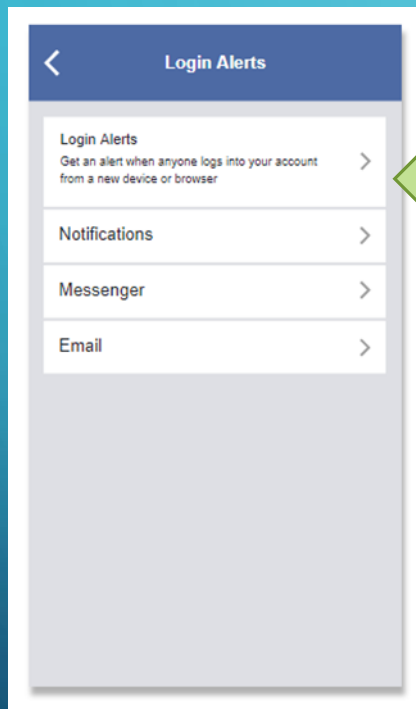 Login Alerts
Login Alerts
Get an alert when anyone logs into your account
from a new device or browser
Notifications
Messenger
Email